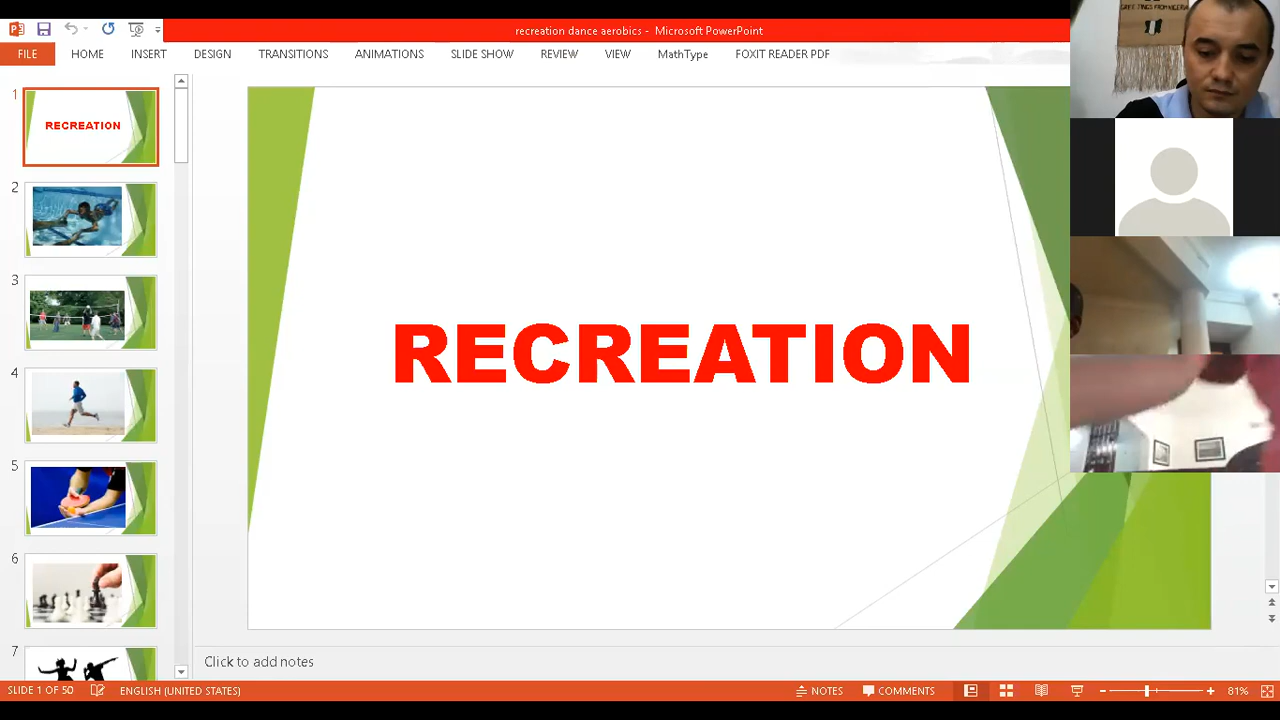 recreation dance aerobics - Microsoft PowerPoint
FILE HOME INSERT DESIGN TRANSITIONS ANIMATIONS SLIDE SHOW REVIEW VIEW MathType FOXIT READER PDF
1
RECREATION
2
3
4
5
6
7
RECREATION
Click to add notes
SLIDE 1 OF 50 ENGLISH (UNITED STATES) NOTES COMMENTS 81%